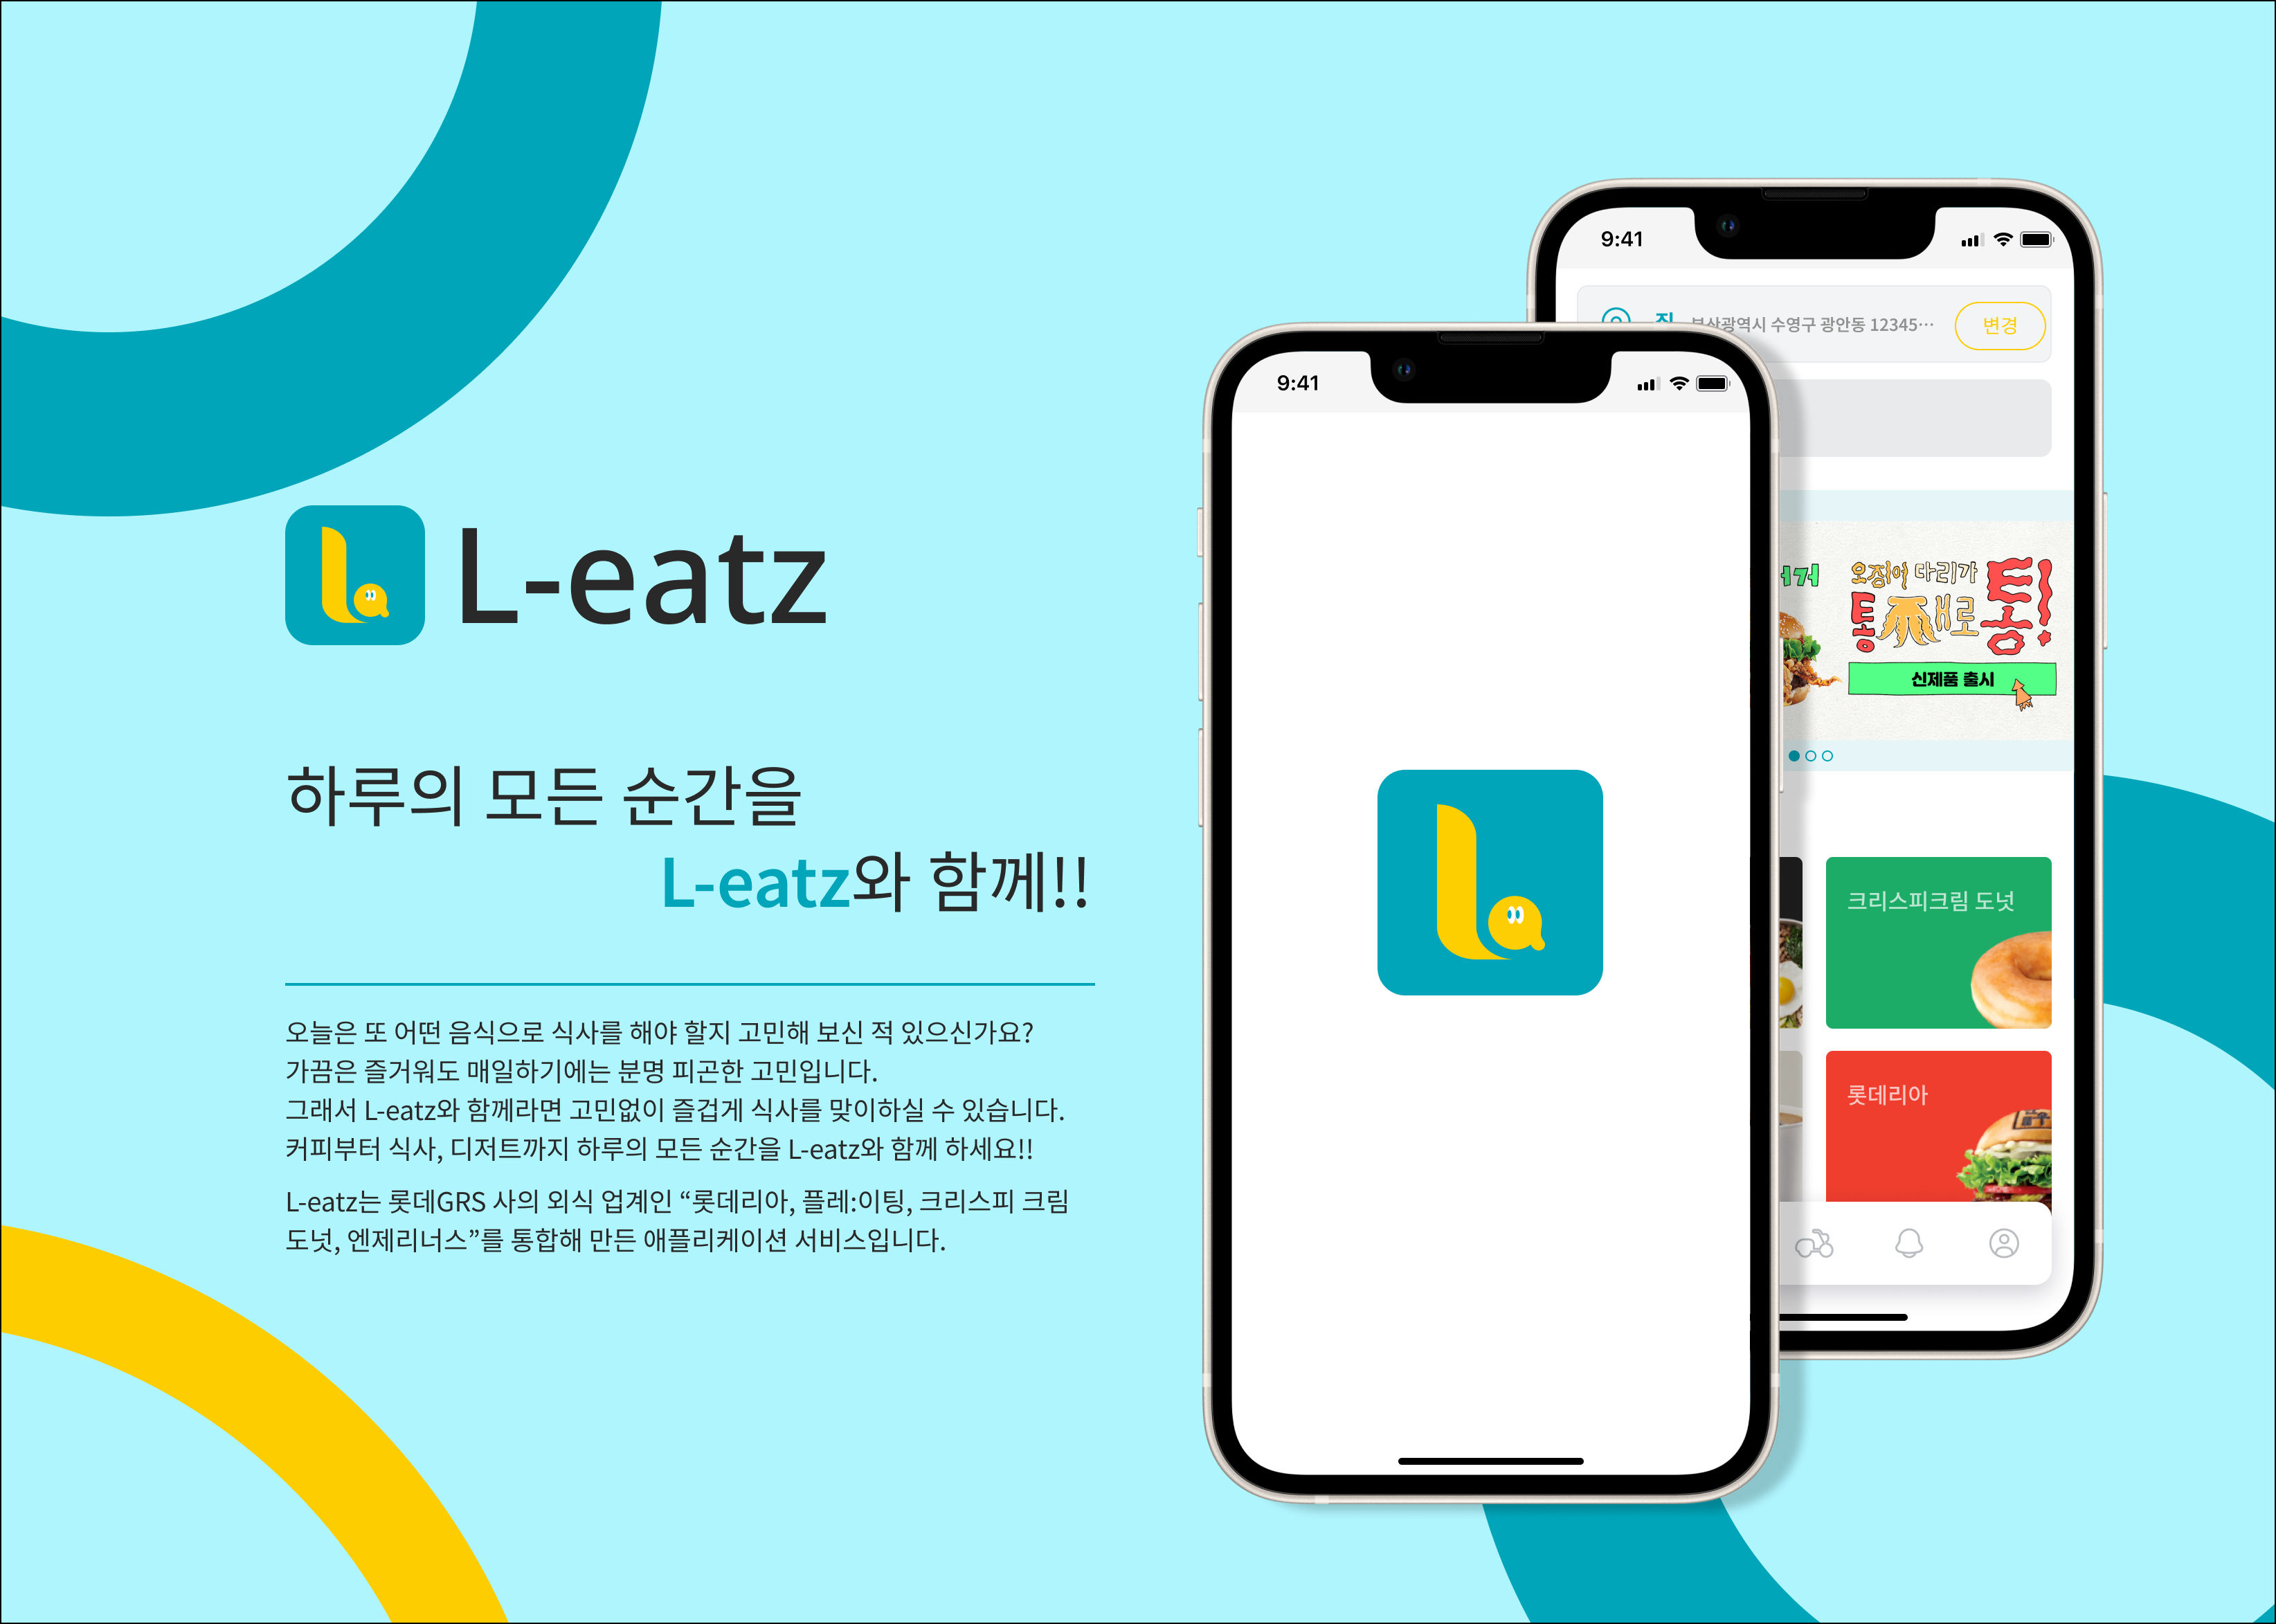 L-eatz
하루의 모든 순간을
L-eatz와 함께!!
오늘은 또 어떤 음식으로 식사를 해야 할지 고민해 보신 적 있으신가요?
가끔은 즐거워도 매일하기에는 분명 피곤한 고민입니다.
그래서 L-eatz와 함께라면 고민없이 즐겁게 식사를 맞이하실 수 있습니다.
커피부터 식사, 디저트까지 하루의 모든 순간을 L-eatz와 함께 하세요!!
L-eatz는 롯데GRS 사의 외식 업계인 “롯데리아, 플레:이팅, 크리스피 크림
도넛, 엔제리너스”를 통합해 만든 애플리케이션 서비스입니다.
9:41
9:41
부산광역시 수영구 광안동 12345···
변경
오징어 다리가
통째로 통!
신제품 출시
크리스피크림 도넛
롯데리아